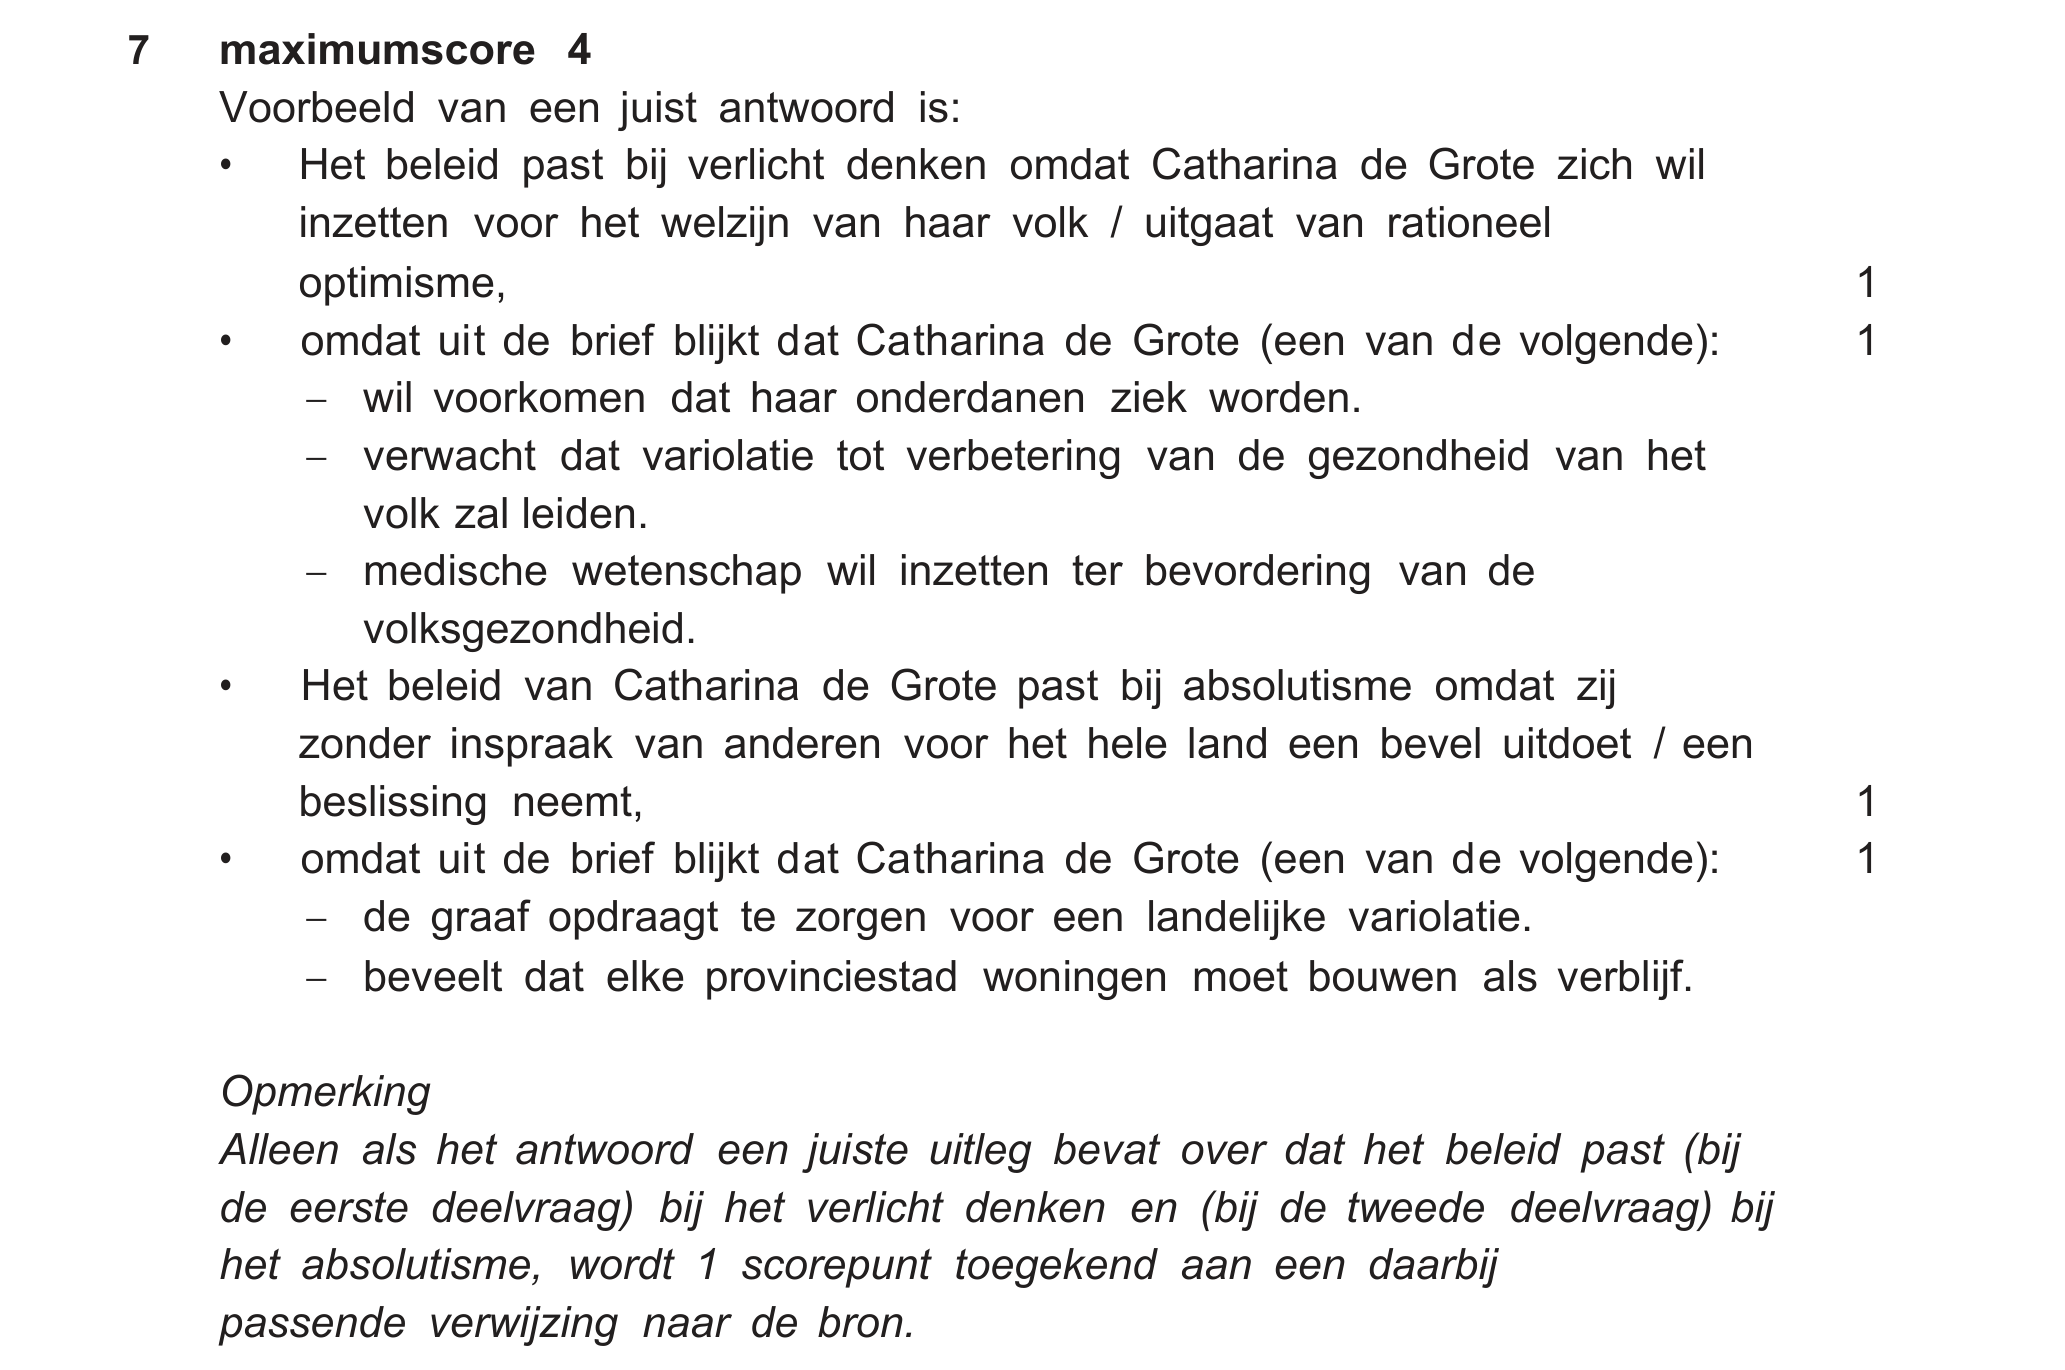 7 maximumscore 4
Voorbeeld van een juist antwoord is:
• Het beleid past bij verlicht denken omdat Catharina de Grote zich wil
inzetten voor het welzijn van haar volk / uitgaat van rationeel
optimisme, 1
• omdat uit de brief blijkt dat Catharina de Grote (een van de volgende): 1
− wil voorkomen dat haar onderdanen ziek worden.
− verwacht dat variolatie tot verbetering van de gezondheid van het
volk zal leiden.
− medische wetenschap wil inzetten ter bevordering van de
volksgezondheid.
• Het beleid van Catharina de Grote past bij absolutisme omdat zij
zonder inspraak van anderen voor het hele land een bevel uitdoet / een
beslissing neemt, 1
• omdat uit de brief blijkt dat Catharina de Grote (een van de volgende): 1
− de graaf opdraagt te zorgen voor een landelijke variolatie.
− beveelt dat elke provinciestad woningen moet bouwen als verblijf.
Opmerking
Alleen als het antwoord een juiste uitleg bevat over dat het beleid past (bij
de eerste deelvraag) bij het verlicht denken en (bij de tweede deelvraag) bij
het absolutisme, wordt 1 scorepunt toegekend aan een daarbij
passende verwijzing naar de bron.